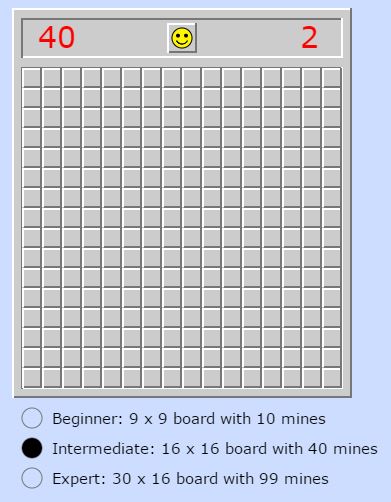 40 2
Beginner: 9 x 9 board with 10 mines
Intermediate: 16 x 16 board with 40 mines
Expert: 30 x 16 board with 99 mines